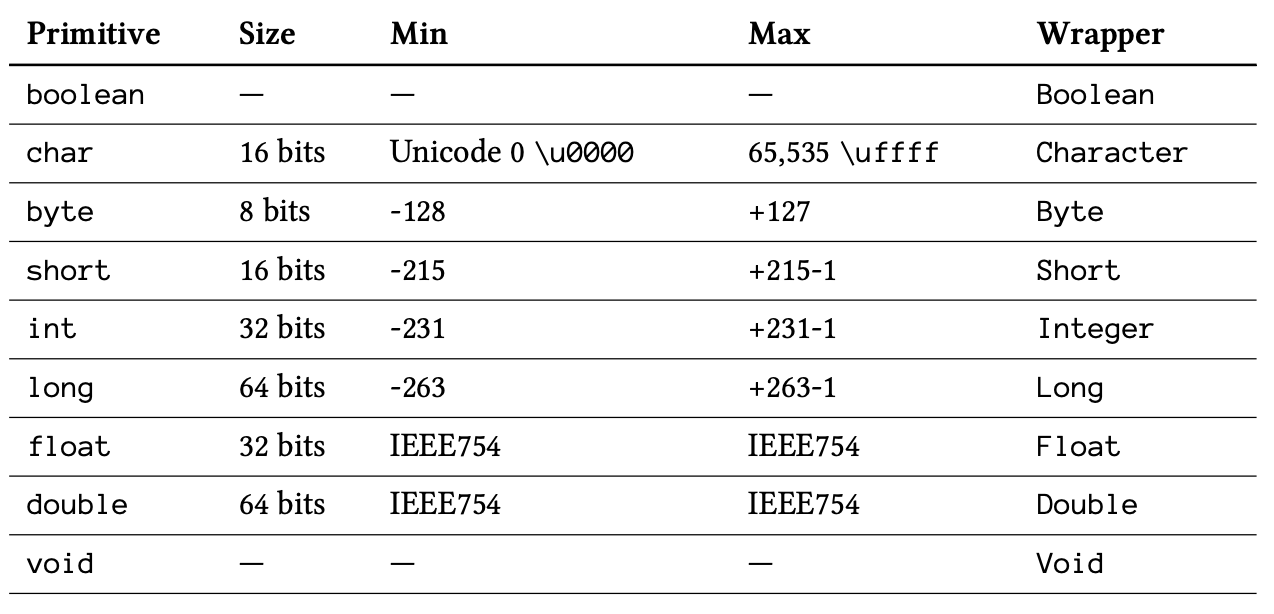 Primitive Size Min Max Wrapper
boolean — — — Boolean
char 16 bits Unicode 0 \u0000 65,535 \uffff Character
byte 8 bits -128 +127 Byte
short 16 bits -215 +215-1 Short
int 32 bits -231 +231-1 Integer
long 64 bits -263 +263-1 Long
float 32 bits IEEE754 IEEE754 Float
double 64 bits IEEE754 IEEE754 Double
void — — — Void